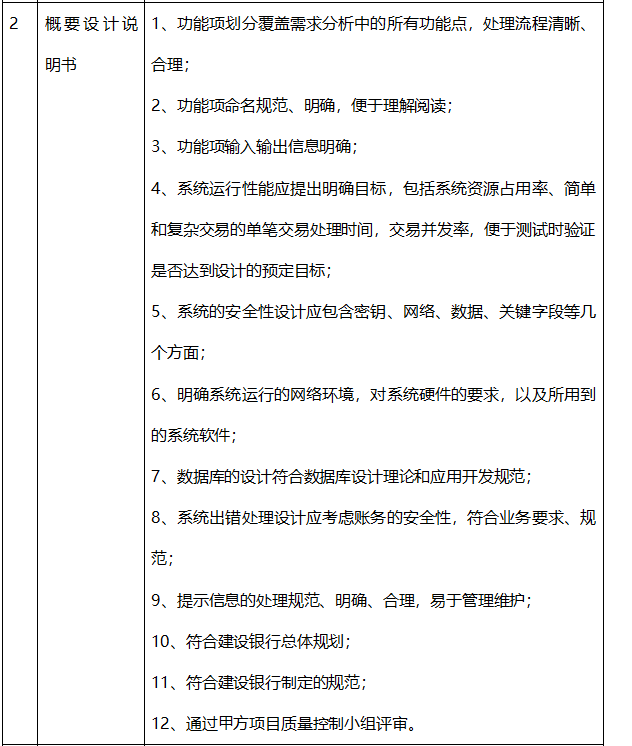 2
概要设计说
明书
1、功能项划分覆盖需求分析中的所有功能点，处理流程清晰、
合理；
2、功能项命名规范、明确，便于理解阅读；
3、功能项输入输出信息明确；
4、系统运行性能应提出明确目标，包括系统资源占用率、简单
和复杂交易的单笔交易处理时间，交易并发率，便于测试时验证
是否达到设计的预定目标；
5、系统的安全性设计应包含密钥、网络、数据、关键字段等几
个方面；
6、明确系统运行的网络环境，对系统硬件的要求，以及所用到
的系统软件；
7、数据库的设计符合数据库设计理论和应用开发规范；
8、系统出错处理设计应考虑账务的安全性，符合业务要求、规
范；
9、提示信息的处理规范、明确、合理，易于管理维护；
10、符合建设银行总体规划；
11、符合建设银行制定的规范；
12、通过甲方项目质量控制小组评审。